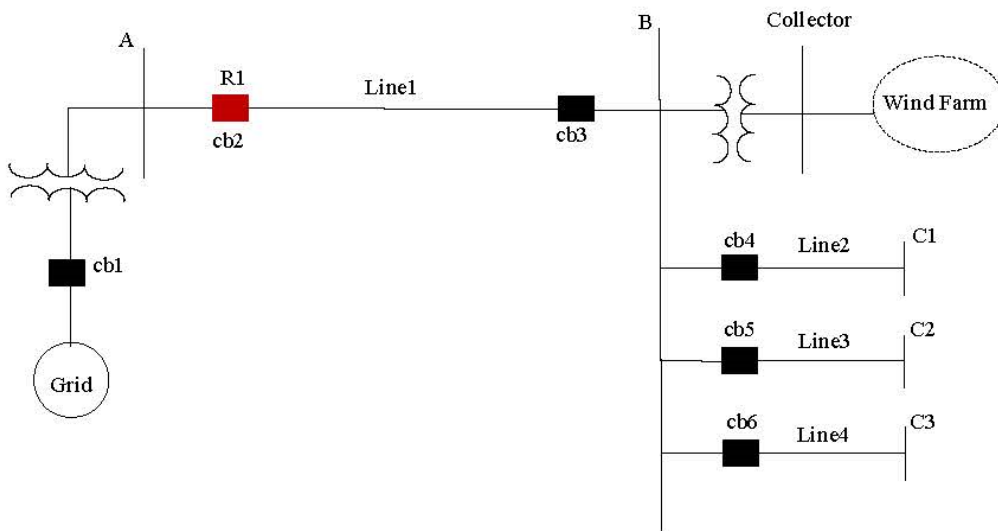 A
B
Collector
R1
Line1
Wind Farm
cb2
cb3
cb1
cb4
Line2
C1
cb5
Line3
C2
Grid
cb6
Line4
C3